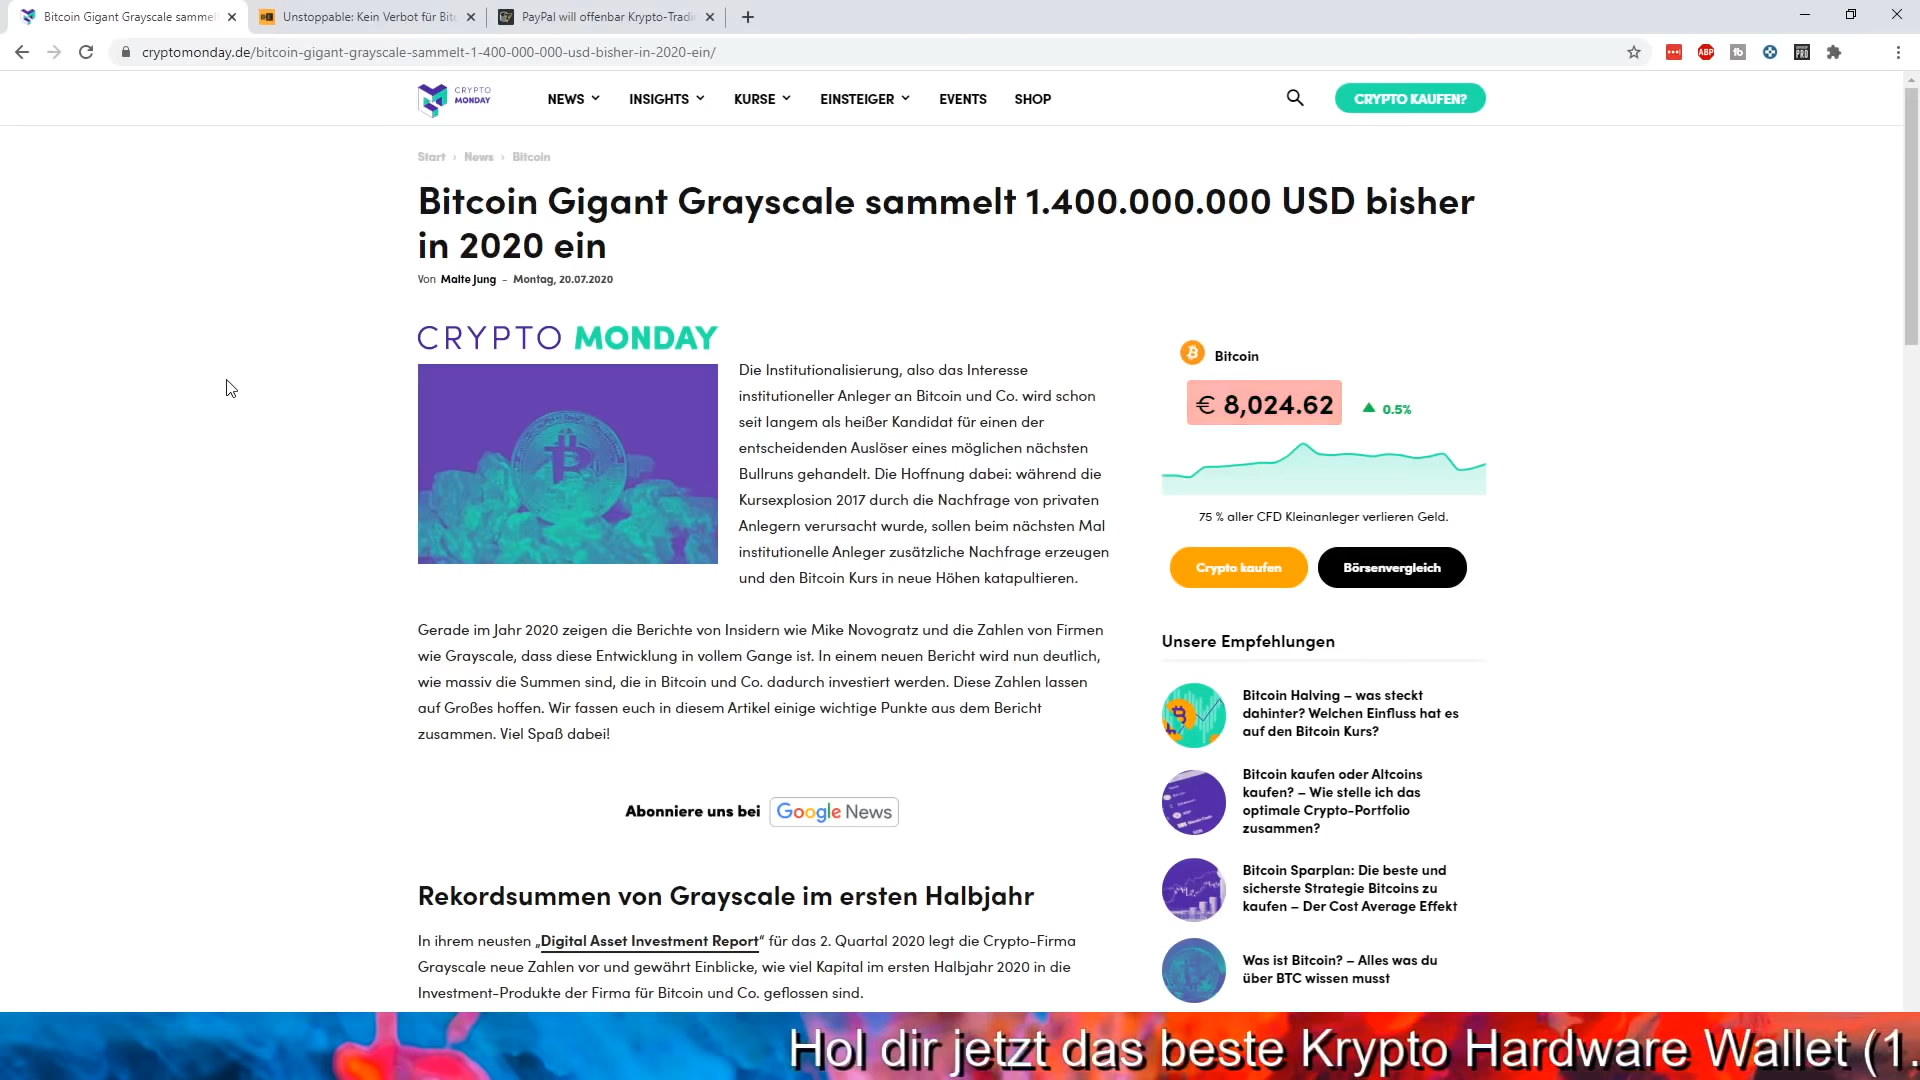 Bitcoin Gigant Grayscale sammelt
Unstoppable: Kein Verbot für Bitc
PayPal will offenbar Krypto-Tradi
cryptomonday.de/bitcoin-gigant-grayscale-sammelt-1-400-000-000-usd-bisher-in-2020-ein/
ABP
fb
PRO
CRYPTO
MONDAY
NEWS
INSIGHTS
KURSE
EINSTEIGER
EVENTS
SHOP
CRYPTO KAUFEN?
Start › News › Bitcoin
Bitcoin Gigant Grayscale sammelt 1.400.000.000 USD bisher
in 2020 ein
Von Malte Jung - Montag, 20.07.2020
CRYPTO MONDAY
Die Institutionalisierung, also das Interesse
institutioneller Anleger an Bitcoin und Co. wird schon
seit langem als heißer Kandidat für einen der
entscheidenden Auslöser eines möglichen nächsten
Bullruns gehandelt. Die Hoffnung dabei: während die
Kursexplosion 2017 durch die Nachfrage von privaten
Anlegern verursacht wurde, sollen beim nächsten Mal
institutionelle Anleger zusätzliche Nachfrage erzeugen
und den Bitcoin Kurs in neue Höhen katapultieren.
Gerade im Jahr 2020 zeigen die Berichte von Insidern wie Mike Novogratz und die Zahlen von Firmen
wie Grayscale, dass diese Entwicklung in vollem Gange ist. In einem neuen Bericht wird nun deutlich,
wie massiv die Summen sind, die in Bitcoin und Co. dadurch investiert werden. Diese Zahlen lassen
auf Großes hoffen. Wir fassen euch in diesem Artikel einige wichtige Punkte aus dem Bericht
zusammen. Viel Spaß dabei!
Abonniere uns bei Google News
Rekordsummen von Grayscale im ersten Halbjahr
In ihrem neusten „Digital Asset Investment Report“ für das 2. Quartal 2020 legt die Crypto-Firma
Grayscale neue Zahlen vor und gewährt Einblicke, wie viel Kapital im ersten Halbjahr 2020 in die
Investment-Produkte der Firma für Bitcoin und Co. geflossen sind.
Bitcoin
€ 8,024.62
0.5%
75 % aller CFD Kleinanleger verlieren Geld.
Crypto kaufen
Börsenvergleich
Unsere Empfehlungen
Bitcoin Halving – was steckt
dahinter? Welchen Einfluss hat es
auf den Bitcoin Kurs?
Bitcoin kaufen oder Altcoins
kaufen? – Wie stelle ich das
optimale Crypto-Portfolio
zusammen?
Bitcoin Sparplan: Die beste und
sicherste Strategie Bitcoins zu
kaufen – Der Cost Average Effekt
Was ist Bitcoin? – Alles was du
über BTC wissen musst
Hol dir jetzt das beste Krypto Hardware Wallet (1.